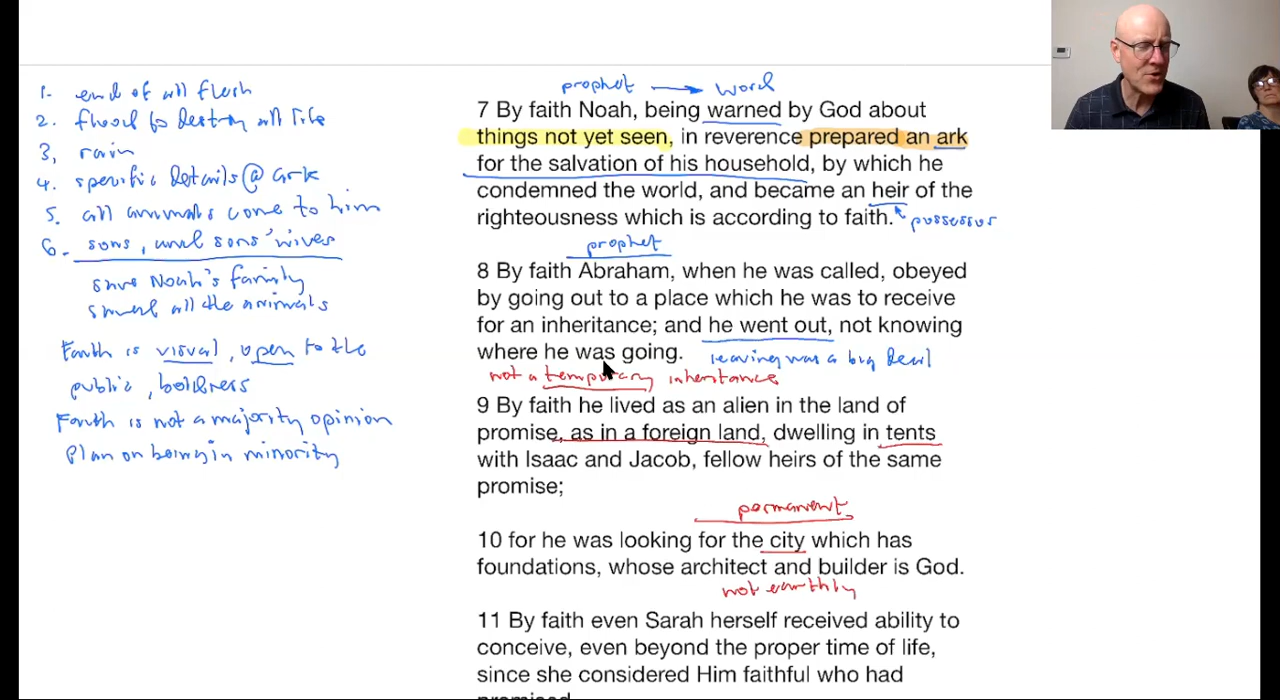 1. end of all flesh
2. flood to destroy all life
3, rain
4. specific details @ ark
5. all animals come to him
6. sons, and sons' wives
save Noah's family
saved all the animals
Faith is visual, open to the
public, boldness
Faith is not a majority opinion
Plan on being in minority
prophet → word
7 By faith Noah, being warned by God about
things not yet seen, in reverence prepared an ark
for the salvation of his household, by which he
condemned the world, and became an heir of the
righteousness which is according to faith.
possessor
prophet
8 By faith Abraham, when he was called, obeyed
by going out to a place which he was to receive
for an inheritance; and he went out, not knowing
where he was going.
leaving was a big deal
not a temporary inheritance
9 By faith he lived as an alien in the land of
promise, as in a foreign land, dwelling in tents
with Isaac and Jacob, fellow heirs of the same
promise;
permanent
10 for he was looking for the city which has
foundations, whose architect and builder is God.
not earthly
11 By faith even Sarah herself received ability to
conceive, even beyond the proper time of life,
since she considered Him faithful who had
promised